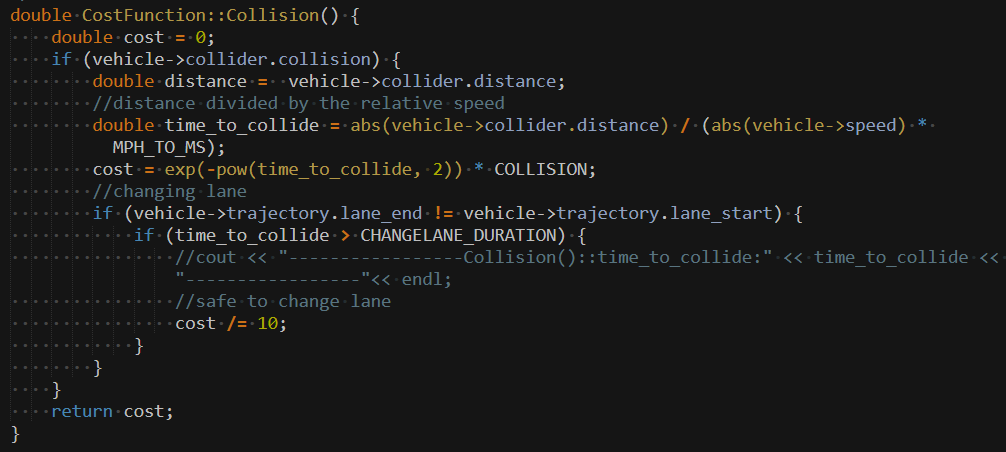 double CostFunction::Collision() {
    double cost = 0;
    if (vehicle->collider.collision) {
        double distance =  vehicle->collider.distance;
        //distance divided by the relative speed
        double time_to_collide = abs(vehicle->collider.distance) / (abs(vehicle->speed) *
          MPH_TO_MS);
        cost = exp(-pow(time_to_collide, 2)) * COLLISION;
        //changing lane
        if (vehicle->trajectory.lane_end != vehicle->trajectory.lane_start) {
            if (time_to_collide > CHANGELANE_DURATION) {
                //cout << "-----------------Collision()::time_to_collide:" << time_to_collide <<
                "-----------------"<< endl;
                //safe to change lane
                cost /= 10;
            }
        }
    }
    return cost;
}